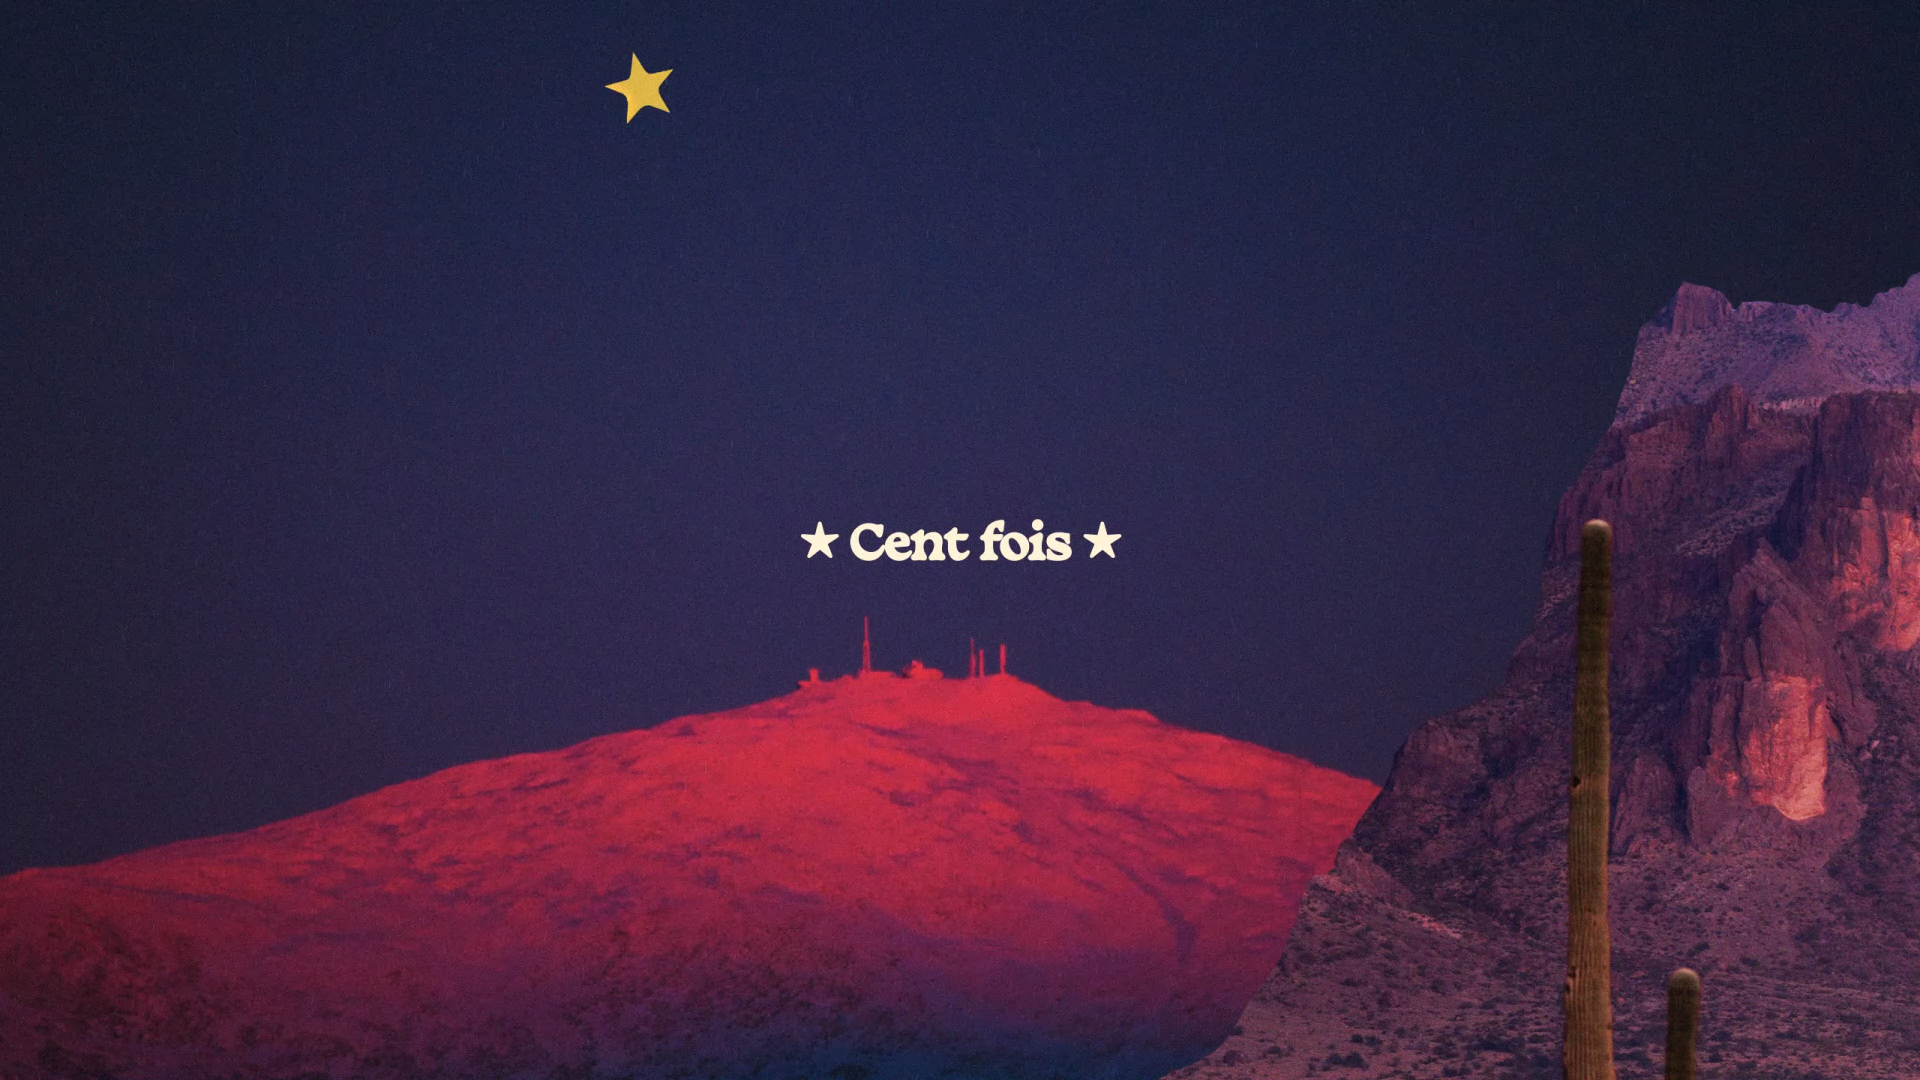 ★ Cent fois ★